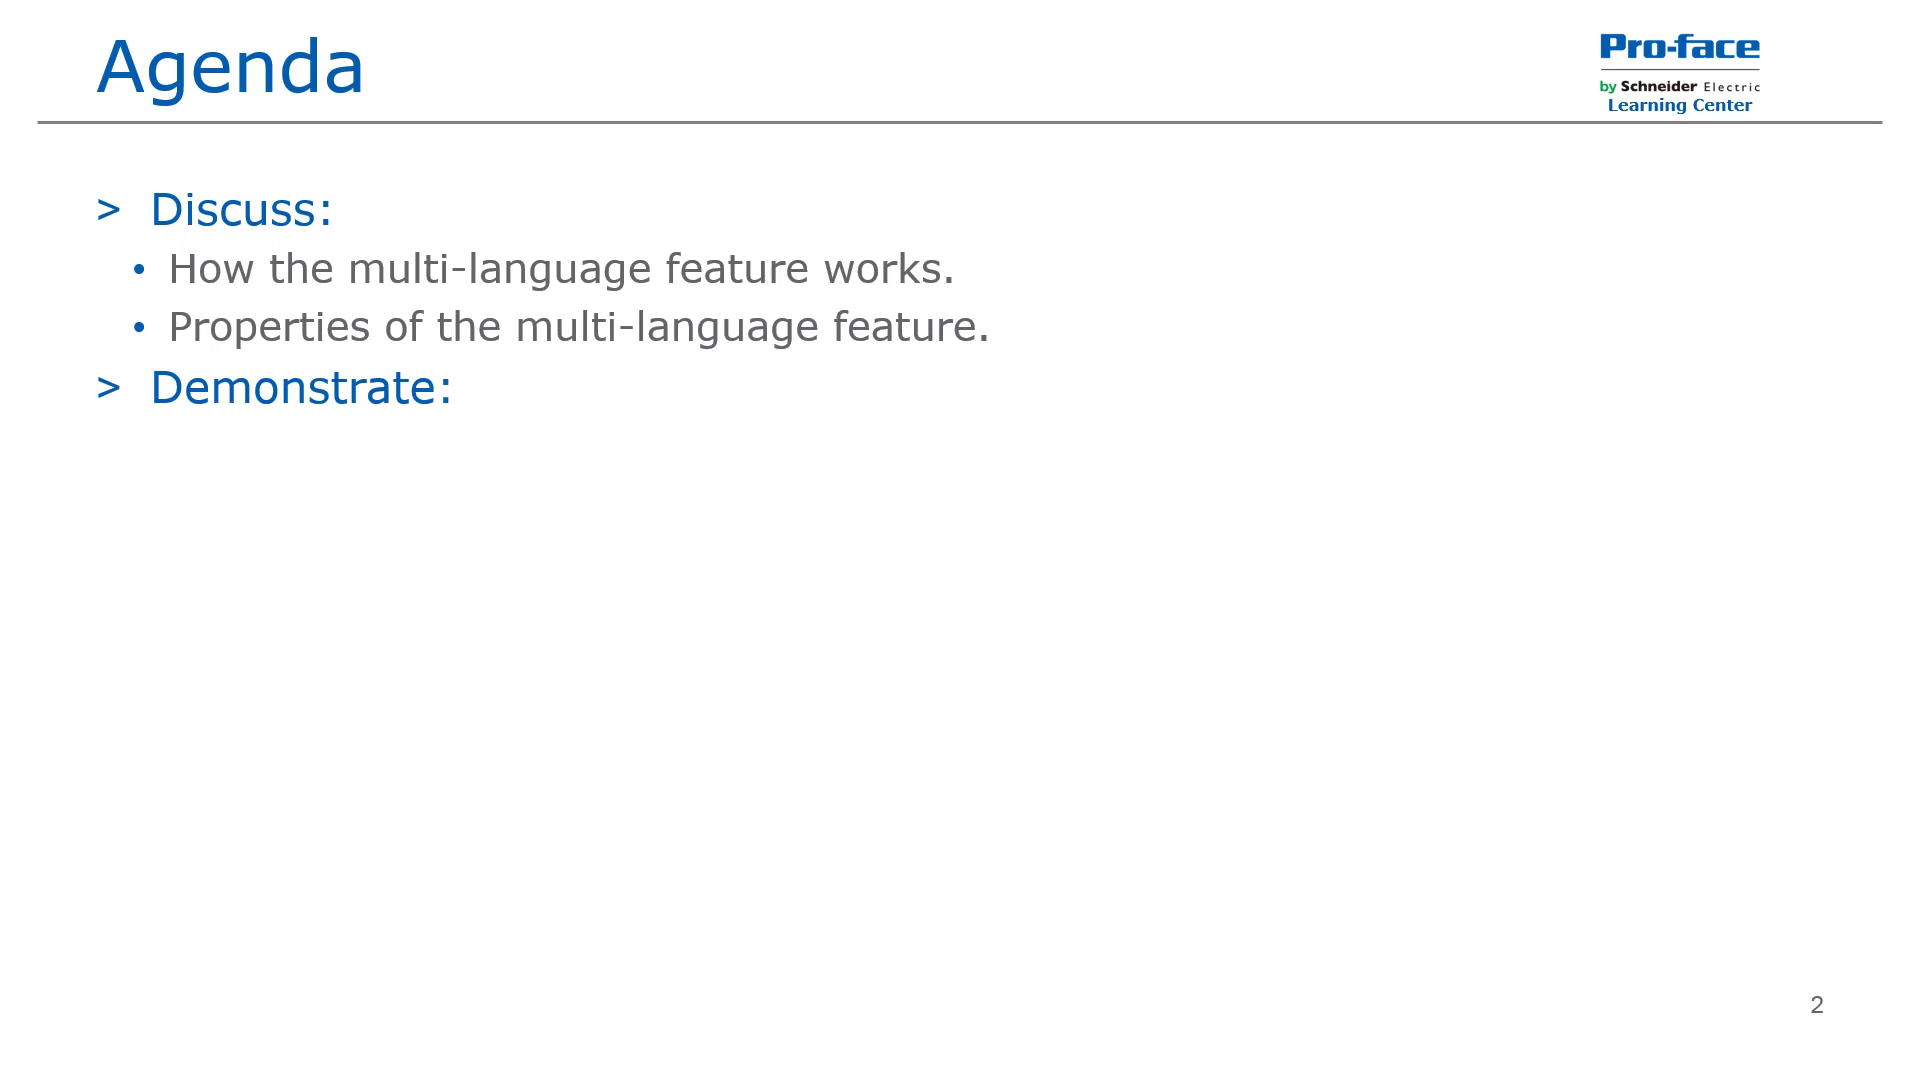 Agenda
Pro-face
by Schneider Electric
Learning Center
> Discuss:
• How the multi-language feature works.
• Properties of the multi-language feature.
> Demonstrate:
2